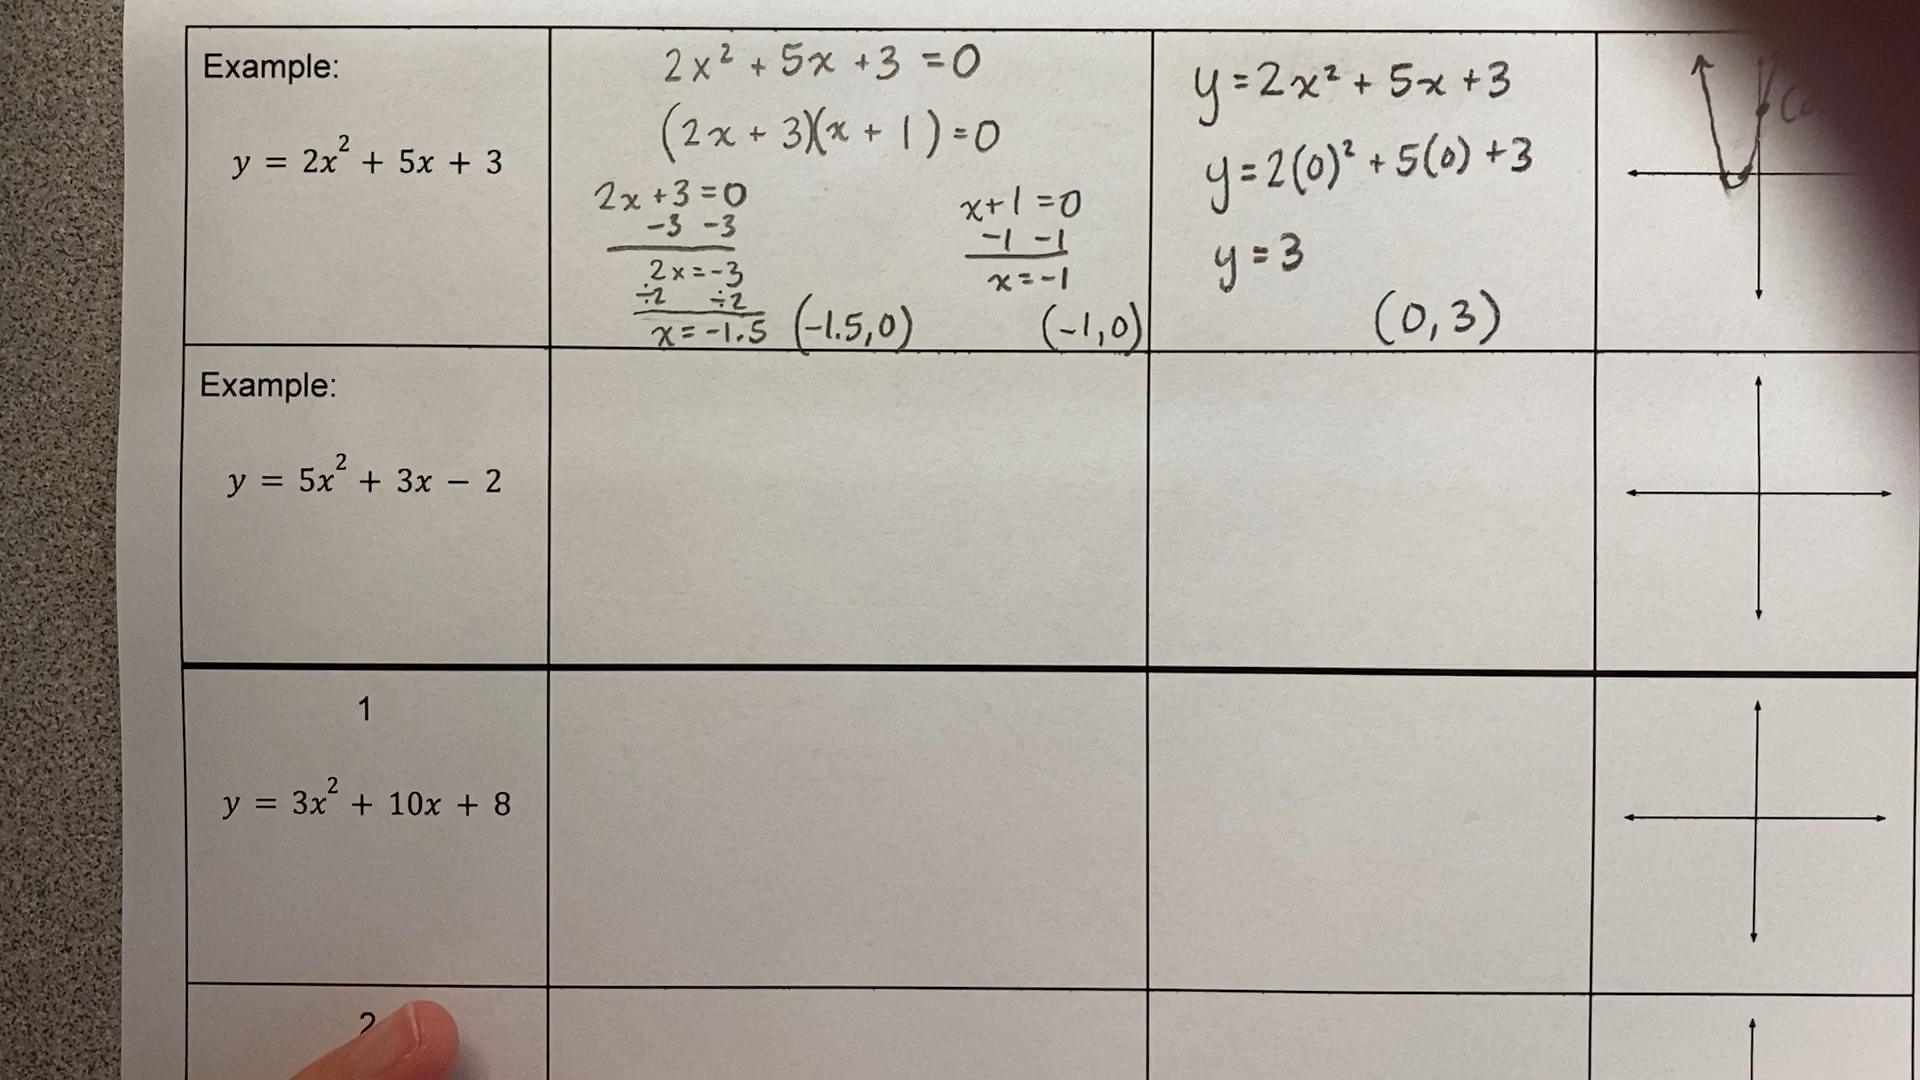 Example:
y = 2x² + 5x + 3
2x² + 5x + 3 = 0
(2x + 3)(x + 1) = 0
2x + 3 = 0
-3 -3
2x = -3
÷2 ÷2
x = -1.5 (-1.5,0)
x+1 = 0
-1 -1
x = -1
(-1,0)
y = 2x² + 5x + 3
y = 2(0)² + 5(0) + 3
y = 3
(0,3)
Example:
y = 5x² + 3x − 2
1
y = 3x² + 10x + 8
2